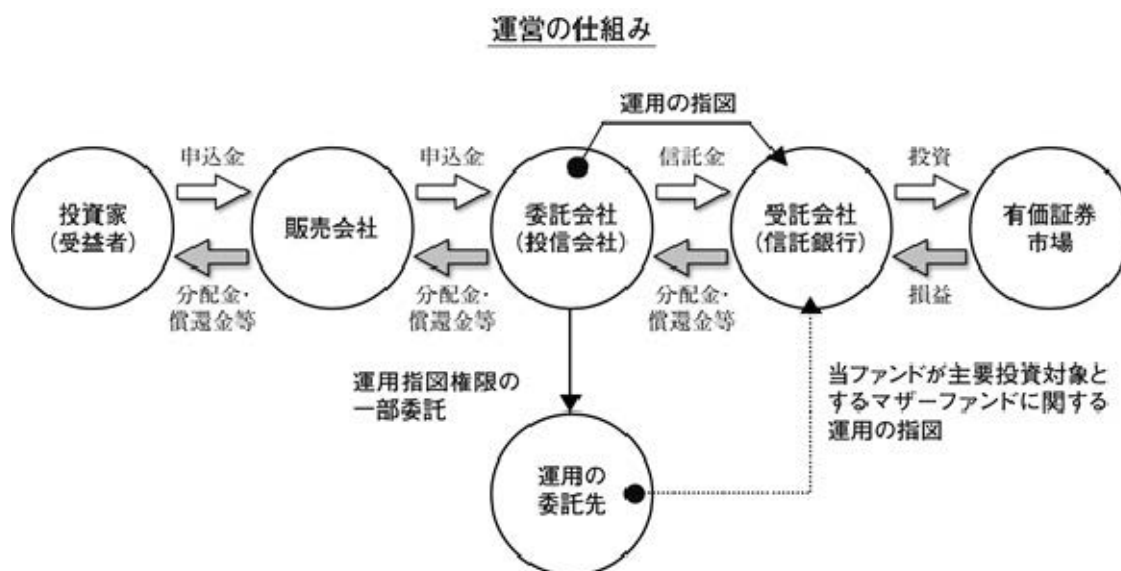 運営の仕組み
運用の指図
申込金
申込金
信託金
投資
投資家
(受益者)
販売会社
委託会社
(投信会社)
受託会社
(信託銀行)
有価証券
市場
分配金・
償還金等
分配金・
償還金等
分配金・
償還金等
損益
運用指図権限の
一部委託
当ファンドが主要投資対象と
するマザーファンドに関する
運用の指図
運用の
委託先